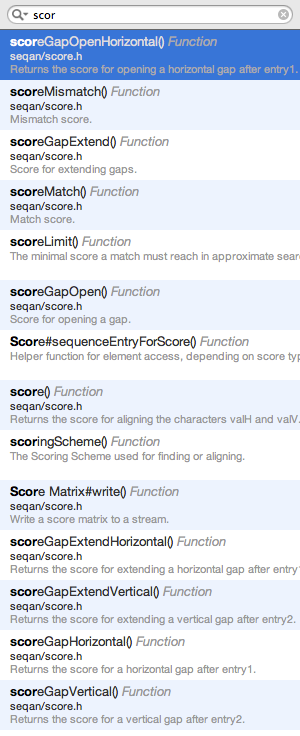 scor
scoreGapOpenHorizontal() Function
seqan/score.h
Returns the score for opening a horizontal gap after entry1.
scoreMismatch() Function
seqan/score.h
Mismatch score.
scoreGapExtend() Function
seqan/score.h
Score for extending gaps.
scoreMatch() Function
seqan/score.h
Match score.
scoreLimit() Function
The minimal score a match must reach in approximate sear
scoreGapOpen() Function
seqan/score.h
Score for opening a gap.
Score#sequenceEntryForScore() Function
Helper function for element access, depending on score typ
score() Function
seqan/score.h
Returns the score for aligning the characters valH and valV.
scoringScheme() Function
The Scoring Scheme used for finding or aligning.
Score Matrix#write() Function
seqan/score.h
Write a score matrix to a stream.
scoreGapExtendHorizontal() Function
seqan/score.h
Returns the score for extending a horizontal gap after entry1
scoreGapExtendVertical() Function
seqan/score.h
Returns the score for extending a vertical gap after entry2.
scoreGapHorizontal() Function
seqan/score.h
Returns the score for a horizontal gap after entry1.
scoreGapVertical() Function
seqan/score.h
Returns the score for a vertical gap after entry2.